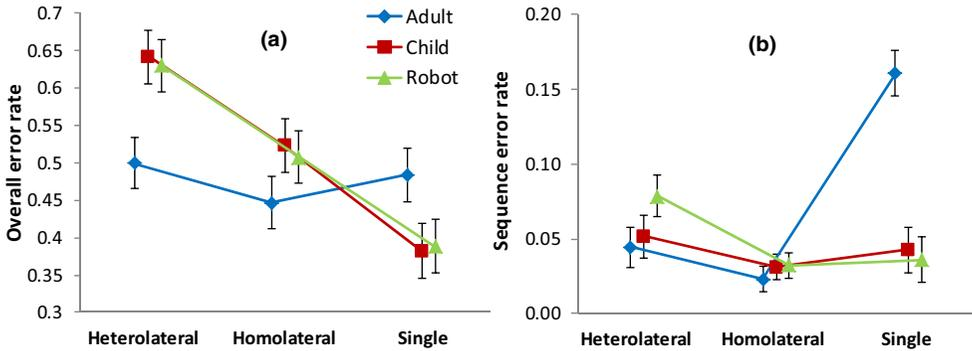 (a)
Adult
Child
Robot
Overall error rate
0.7
0.65
0.6
0.55
0.5
0.45
0.4
0.35
0.3
Heterolateral Homolateral Single
(b)
Sequence error rate
0.20
0.15
0.10
0.05
0.00
Heterolateral Homolateral Single